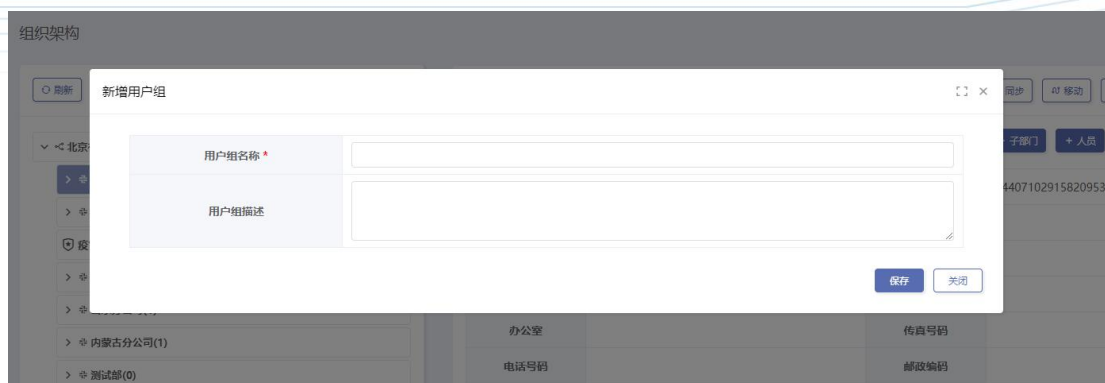 组织架构
刷新
新增用户组
同步
移动
北京
子部门
+ 人员
用户组名称 *
4407102915820953
用户组描述
疫
保存
关闭
办公室
传真号码
内蒙古分公司(1)
电话号码
邮政编码
测试部(0)